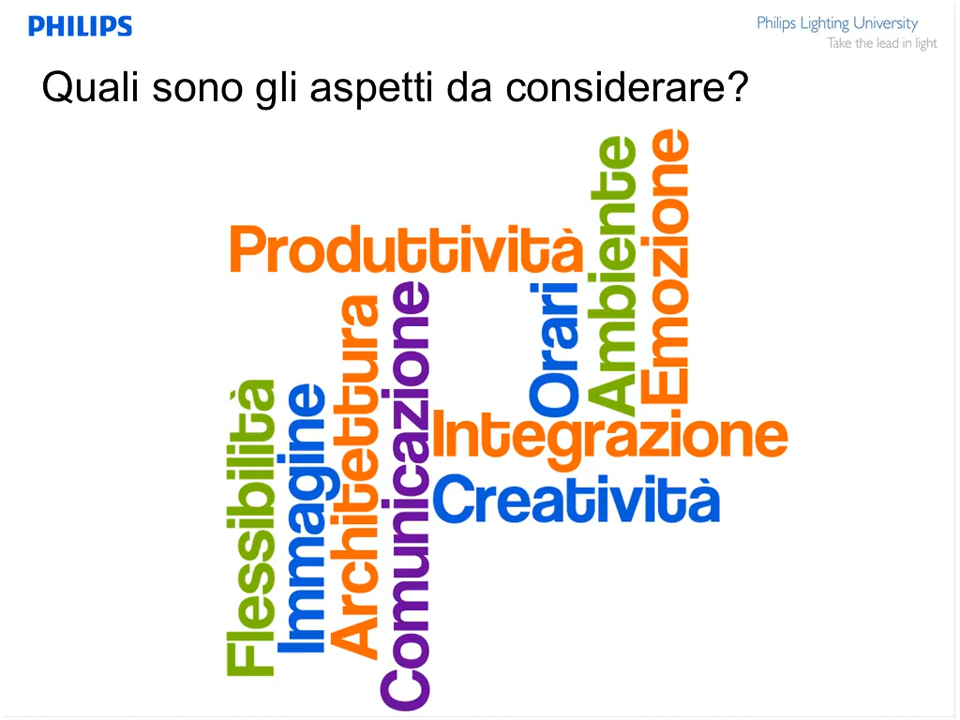 PHILIPS
Philips Lighting University
Take the lead in light
Quali sono gli aspetti da considerare?
Produttività
Flessibilità
Immagine
Architettura
Comunicazione
Orari
Ambiente
Emozione
Integrazione
Creatività